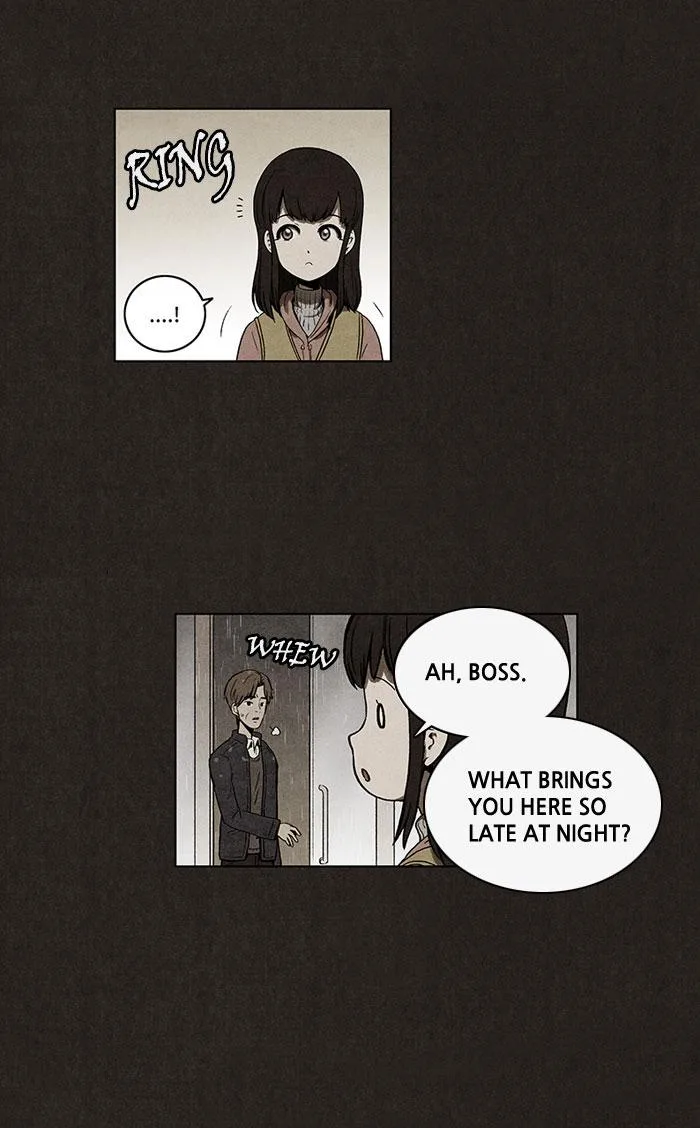 RING
....!
WHEW
AH, BOSS.
WHAT BRINGS
YOU HERE SO
LATE AT NIGHT?